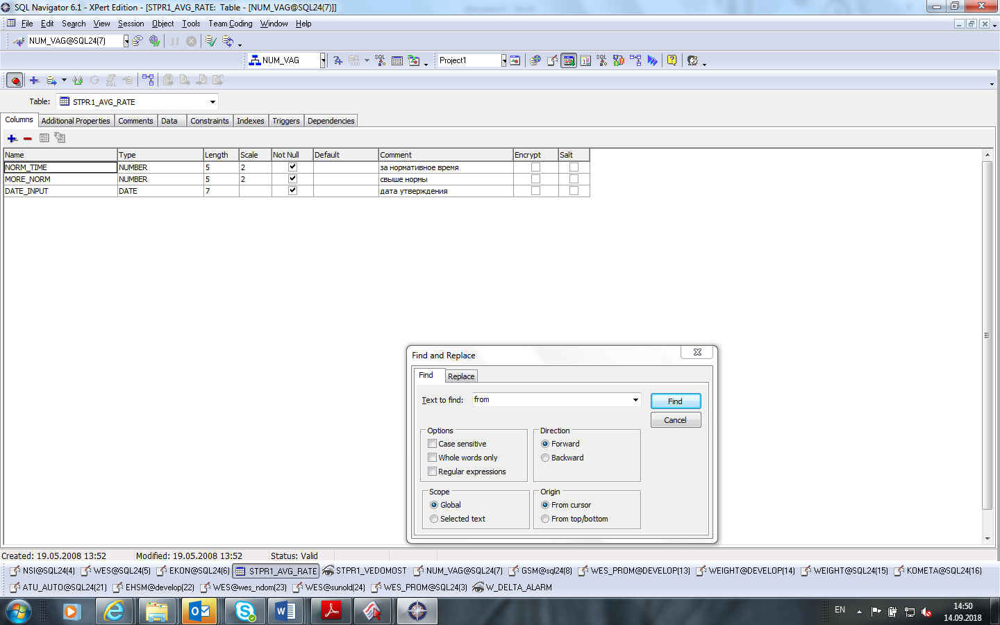 SQL Navigator 6.1 - XPert Edition - [STPR1_AVG_RATE:  Table - [NUM_VAG@SQL24(7)]]
File Edit Search View Session Object Tools Team Coding Window Help
NUM_VAG@SQL24(7)
NUM_VAG Project1
Table: STPR1_AVG_RATE
Columns Additional Properties Comments Data Constraints Indexes Triggers Dependencies
Name Type Length Scale Not Null Default Comment Encrypt Salt
NORM_TIME NUMBER 5 2 за нормативное время
MORE_NORM NUMBER 5 2 свыше нормы
DATE_INPUT DATE 7 дата утверждения
Find and Replace
Find Replace
Text to find: from Find
Cancel
Options Direction
Case sensitive Forward
Whole words only Backward
Regular expressions
Scope Origin
Global From cursor
Selected text From top/bottom
Created: 19.05.2008 13:52 Modified: 19.05.2008 13:52 Status: Valid
NSI@SQL24(4) WES@SQL24(5) EKON@SQL24(6) STPR1_AVG_RATE STPR1_VEDOMOST NUM_VAG@SQL24(7) GSM@sql24(8) WES_PROM@DEVELOP(13) WEIGHT@DEVELOP(14) WEIGHT@SQL24(15) KOMETA@SQL24(16)
ATU_AUTO@SQL24(21) EHSM@develop(22) WES@wes_ndom(23) WES@sunold(24) WES_PROM@SQL24(3) W_DELTA_ALARM
EN 14:50
14.09.2018